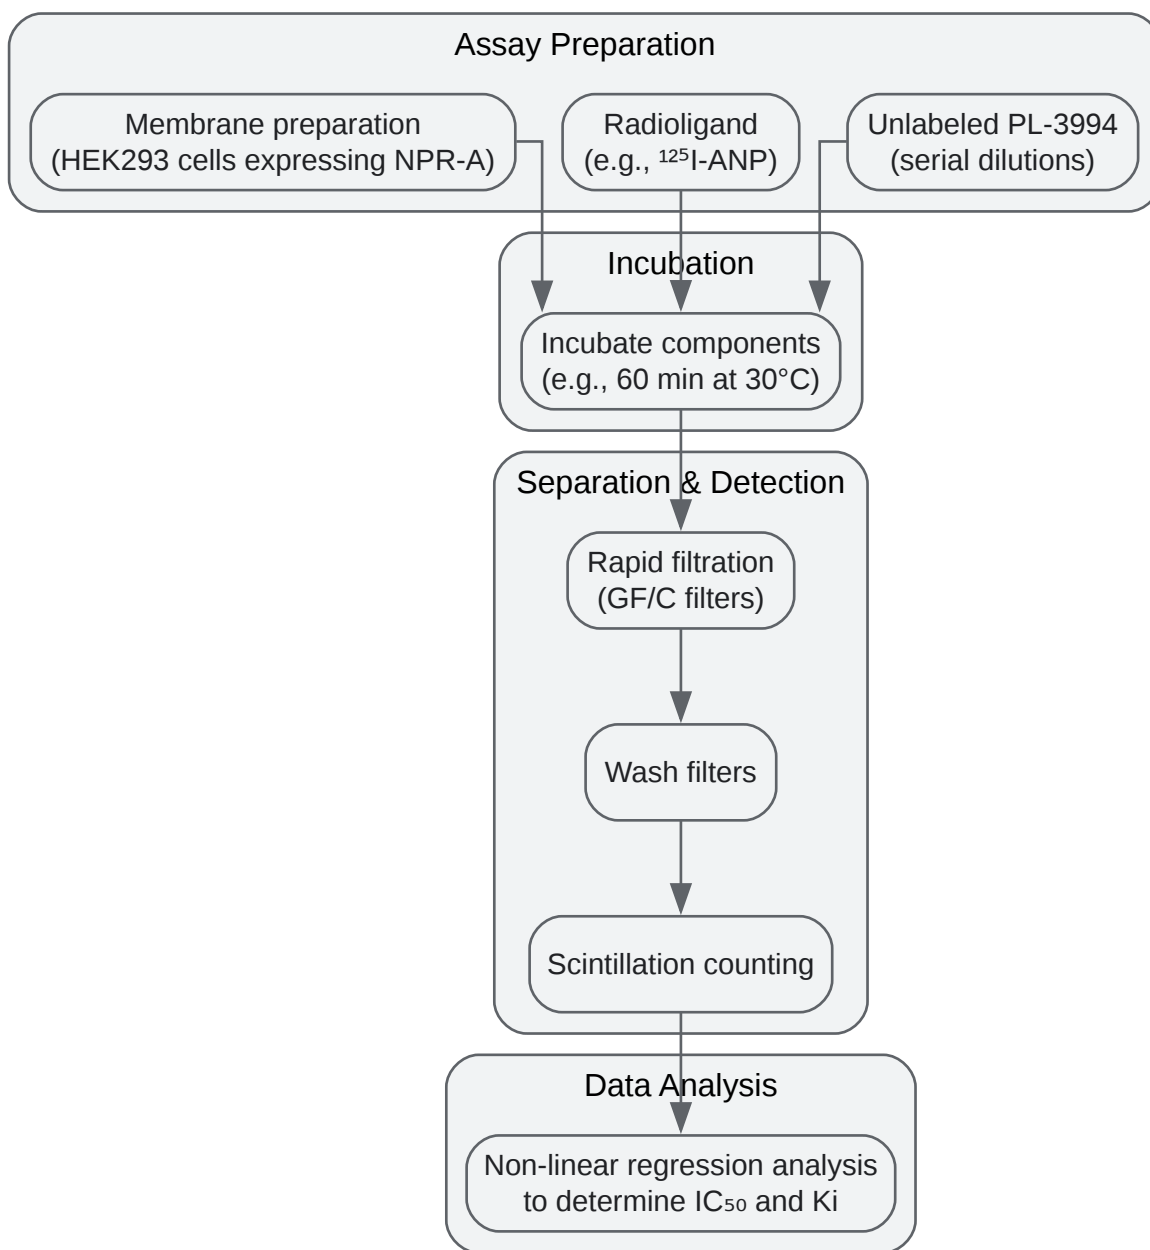 Assay Preparation
Membrane preparation
(HEK293 cells expressing NPR-A)
Radioligand
(e.g., ¹²⁵I-ANP)
Unlabeled PL-3994
(serial dilutions)
Incubation
Incubate components
(e.g., 60 min at 30°C)
Separation & Detection
Rapid filtration
(GF/C filters)
Wash filters
Scintillation counting
Data Analysis
Non-linear regression analysis
to determine IC₅₀ and Ki